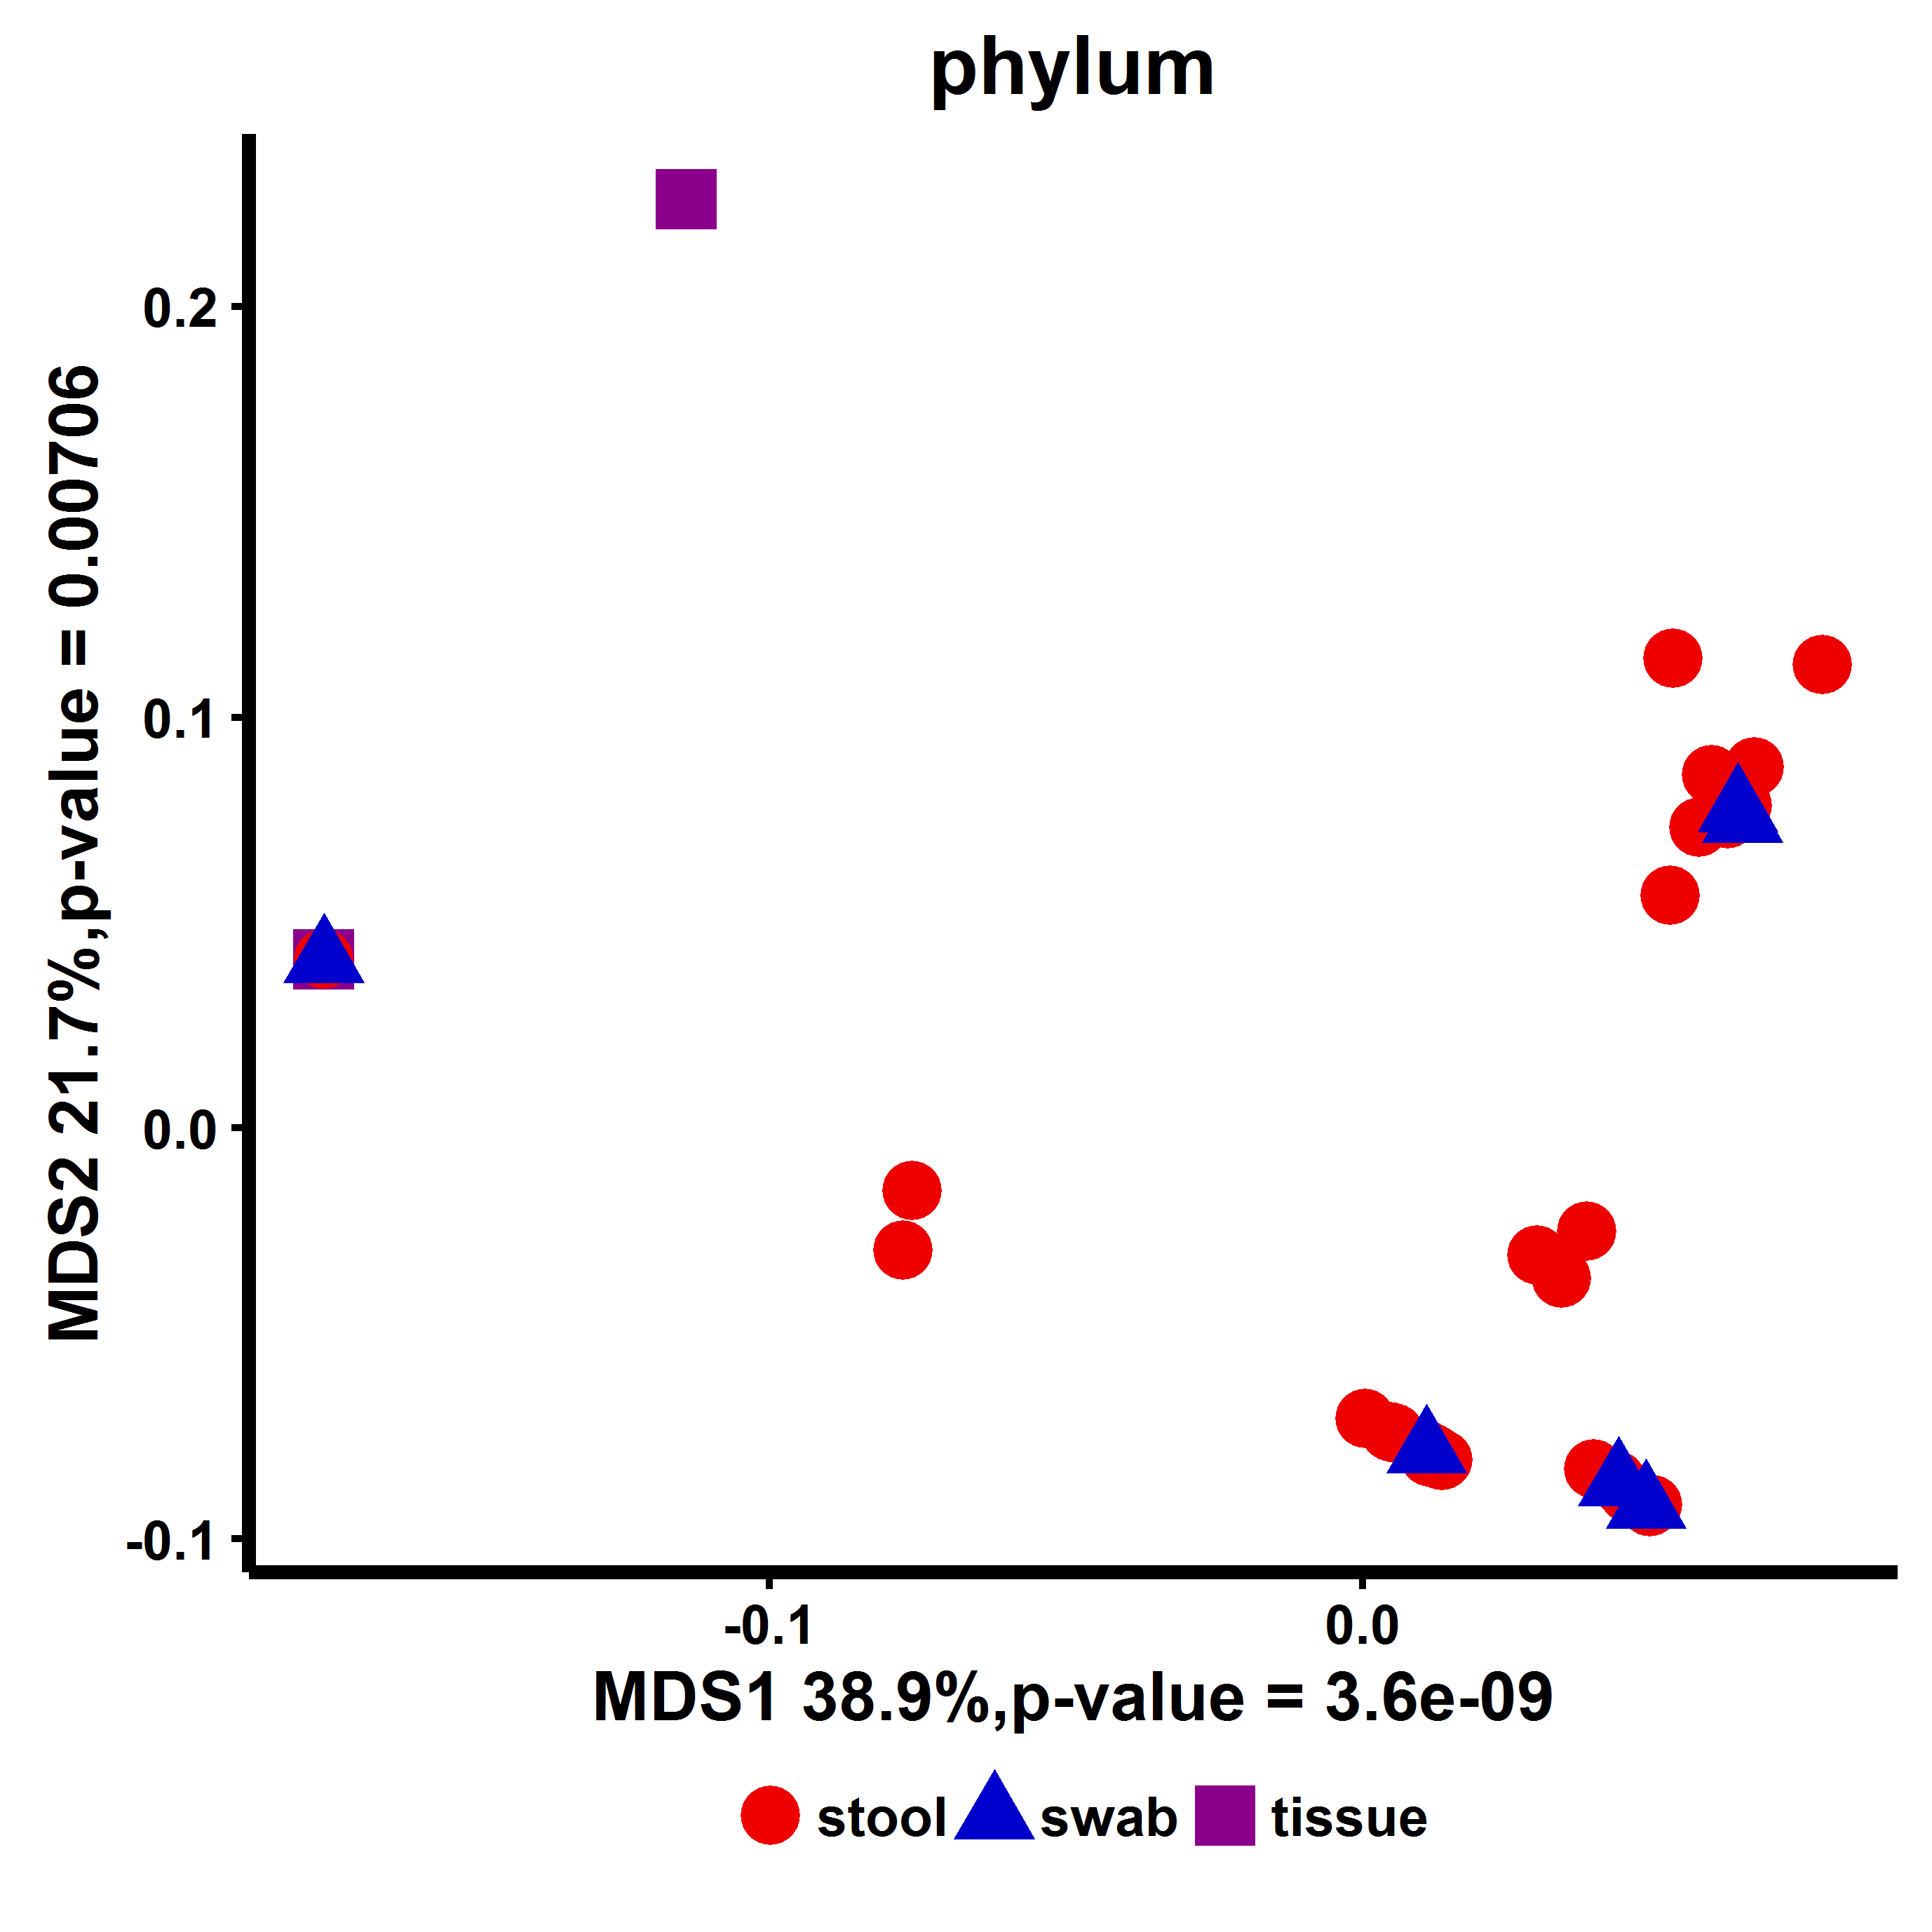 phylum
MDS2 21.7%,p-value = 0.00706
0.2
0.1
0.0
-0.1
-0.1 0.0
MDS1 38.9%,p-value = 3.6e-09
stool swab tissue